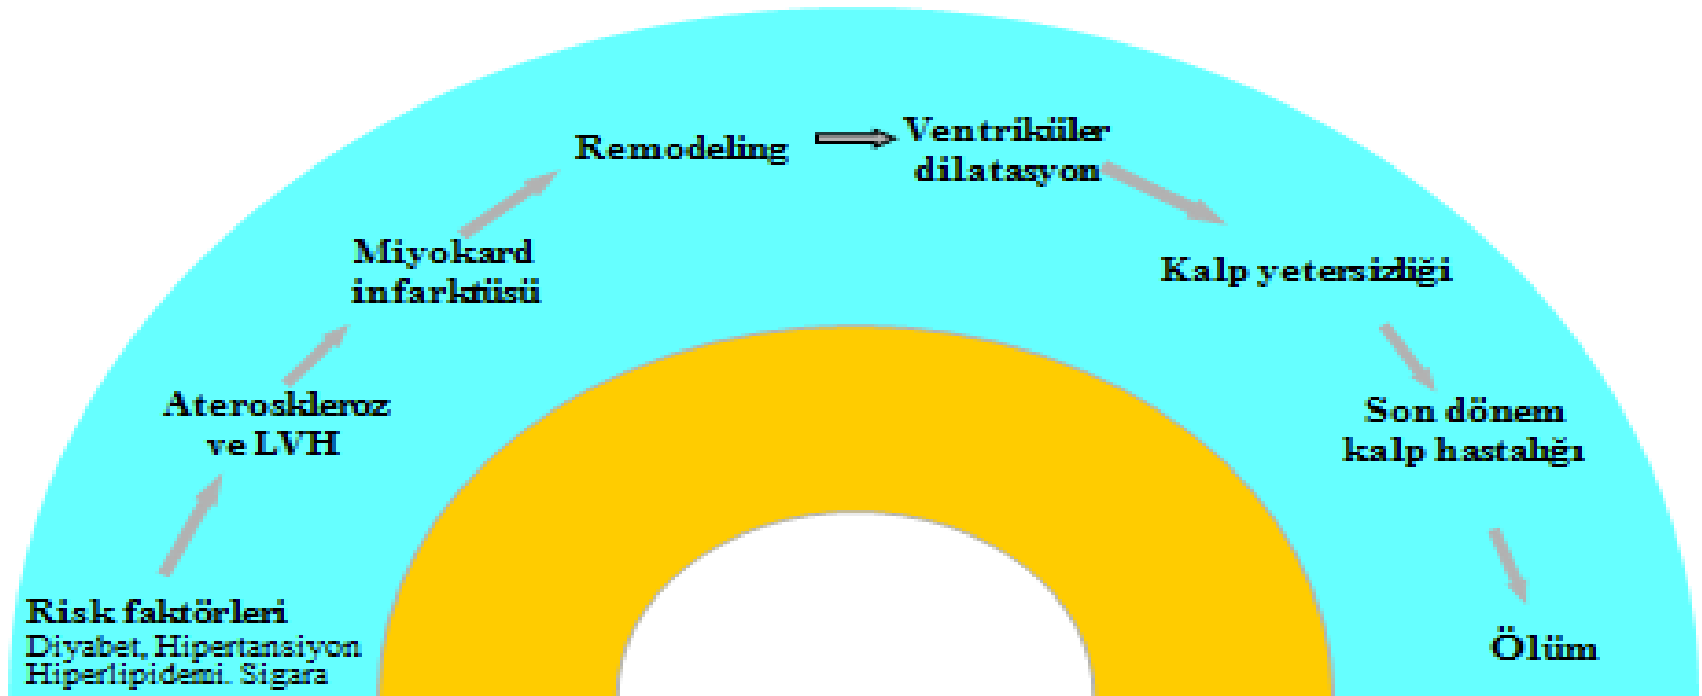 Risk faktörleri
Diyabet, Hipertansiyon
Hiperlipidemi. Sigara
Ateroskleroz
ve LVH
Miyokard
infarktüsü
Remodeling
Ventriküler
dilatasyon
Kalp yetersizliği
Son dönem
kalp hastalığı
Ölüm